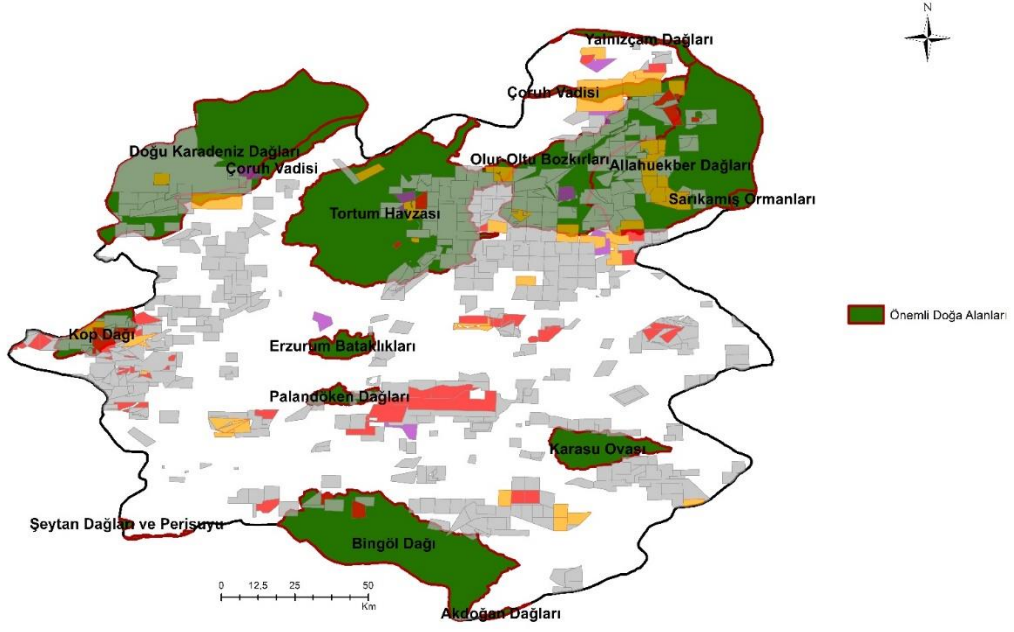 N
Yalnızçam Dağları
Çoruh Vadisi
Doğu Karadeniz Dağları
Çoruh Vadisi
Olur-Oltu Bozkırları
Allahuekber Dağları
Sarıkamış Ormanları
Tortum Havzası
Önemli Doğa Alanları
Kop Dağı
Erzurum Bataklıkları
Palandöken Dağları
Karasu Ovası
Şeytan Dağları ve Perisuyu
Bingöl Dağı
0 12,5 25 50
Km
Akdoğan Dağları